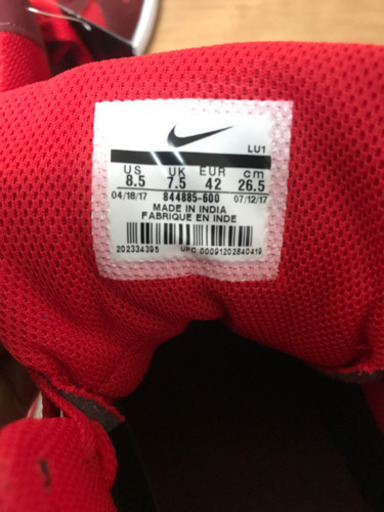 LU1
US UK EUR cm
8.5 7.5 42 26.5
04/18/17 844885-600 07/12/17
MADE IN INDIA
FABRIQUE EN INDE
202334395 UPC 00091202840419